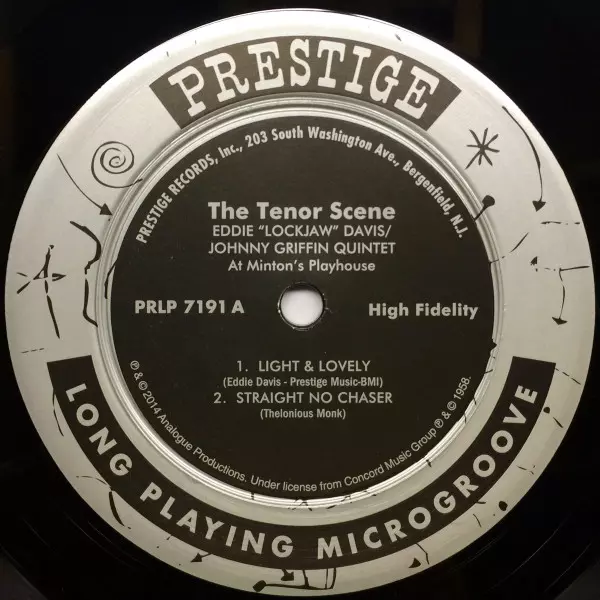 PRESTIGE
PRESTIGE RECORDS, Inc., 203 South Washington Ave., Bergenfield, N.J.
The Tenor Scene
EDDIE "LOCKJAW" DAVIS/
JOHNNY GRIFFIN QUINTET
At Minton's Playhouse
PRLP 7191 A
High Fidelity
1. LIGHT & LOVELY
(Eddie Davis - Prestige Music-BMI)
2. STRAIGHT NO CHASER
(Thelonious Monk)
℗ & © 2014 Analogue Productions. Under license from Concord Music Group ℗ & © 1958.
LONG PLAYING MICROGROOVE